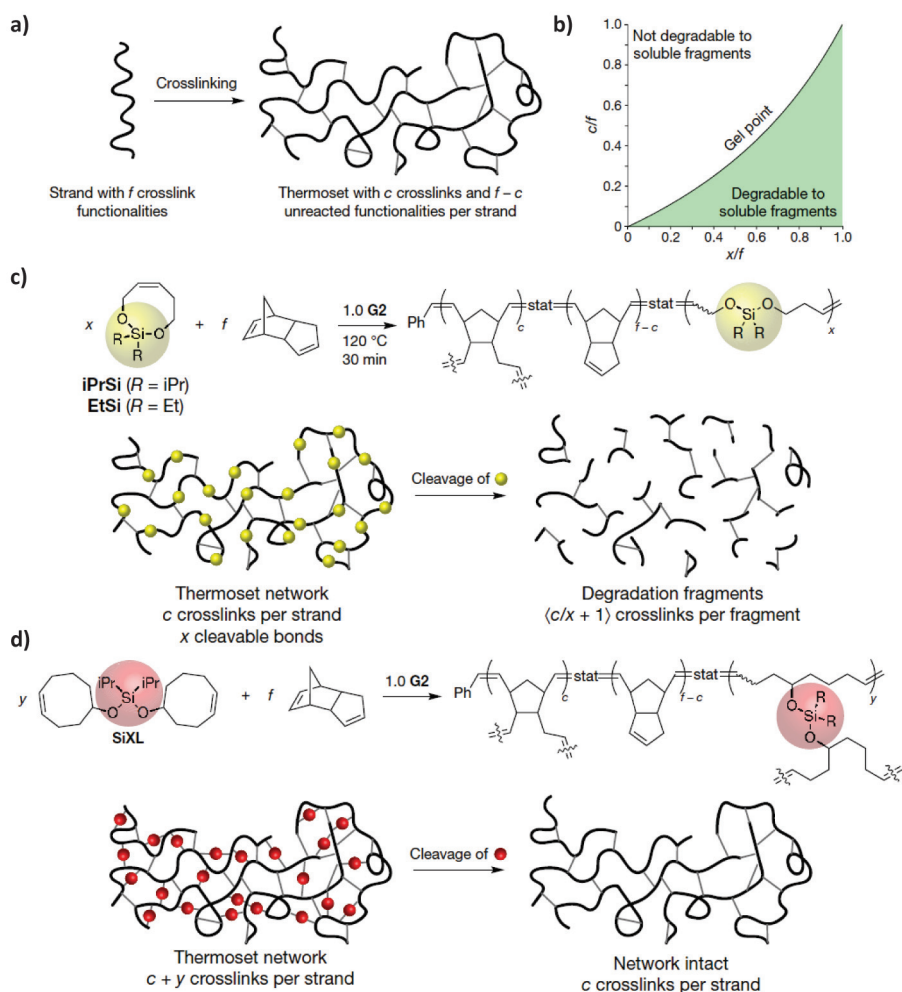 a)
Crosslinking
Strand with f crosslink
functionalities
Thermoset with c crosslinks and f – c
unreacted functionalities per strand
b)
1.0
0.8
0.6
0.4
0.2
0
c/f
Not degradable to
soluble fragments
Gel point
Degradable to
soluble fragments
0 0.2 0.4 0.6 0.8 1.0
x/f
c)
x
O
Si
O
R
R
+ f
iPrSi (R = iPr)
EtSi (R = Et)
1.0 G2
120 °C
30 min
Ph
c
stat
f–c
stat
O
Si
O
R
R
x
Cleavage of
Thermoset network
c crosslinks per strand
x cleavable bonds
Degradation fragments
⟨c/x + 1⟩ crosslinks per fragment
d)
y
iPr
iPr
Si
O
O
SiXL
+ f
1.0 G2
Ph
c
stat
f–c
stat
y
O
R
Si
R
O
Cleavage of
Thermoset network
c + y crosslinks per strand
Network intact
c crosslinks per strand